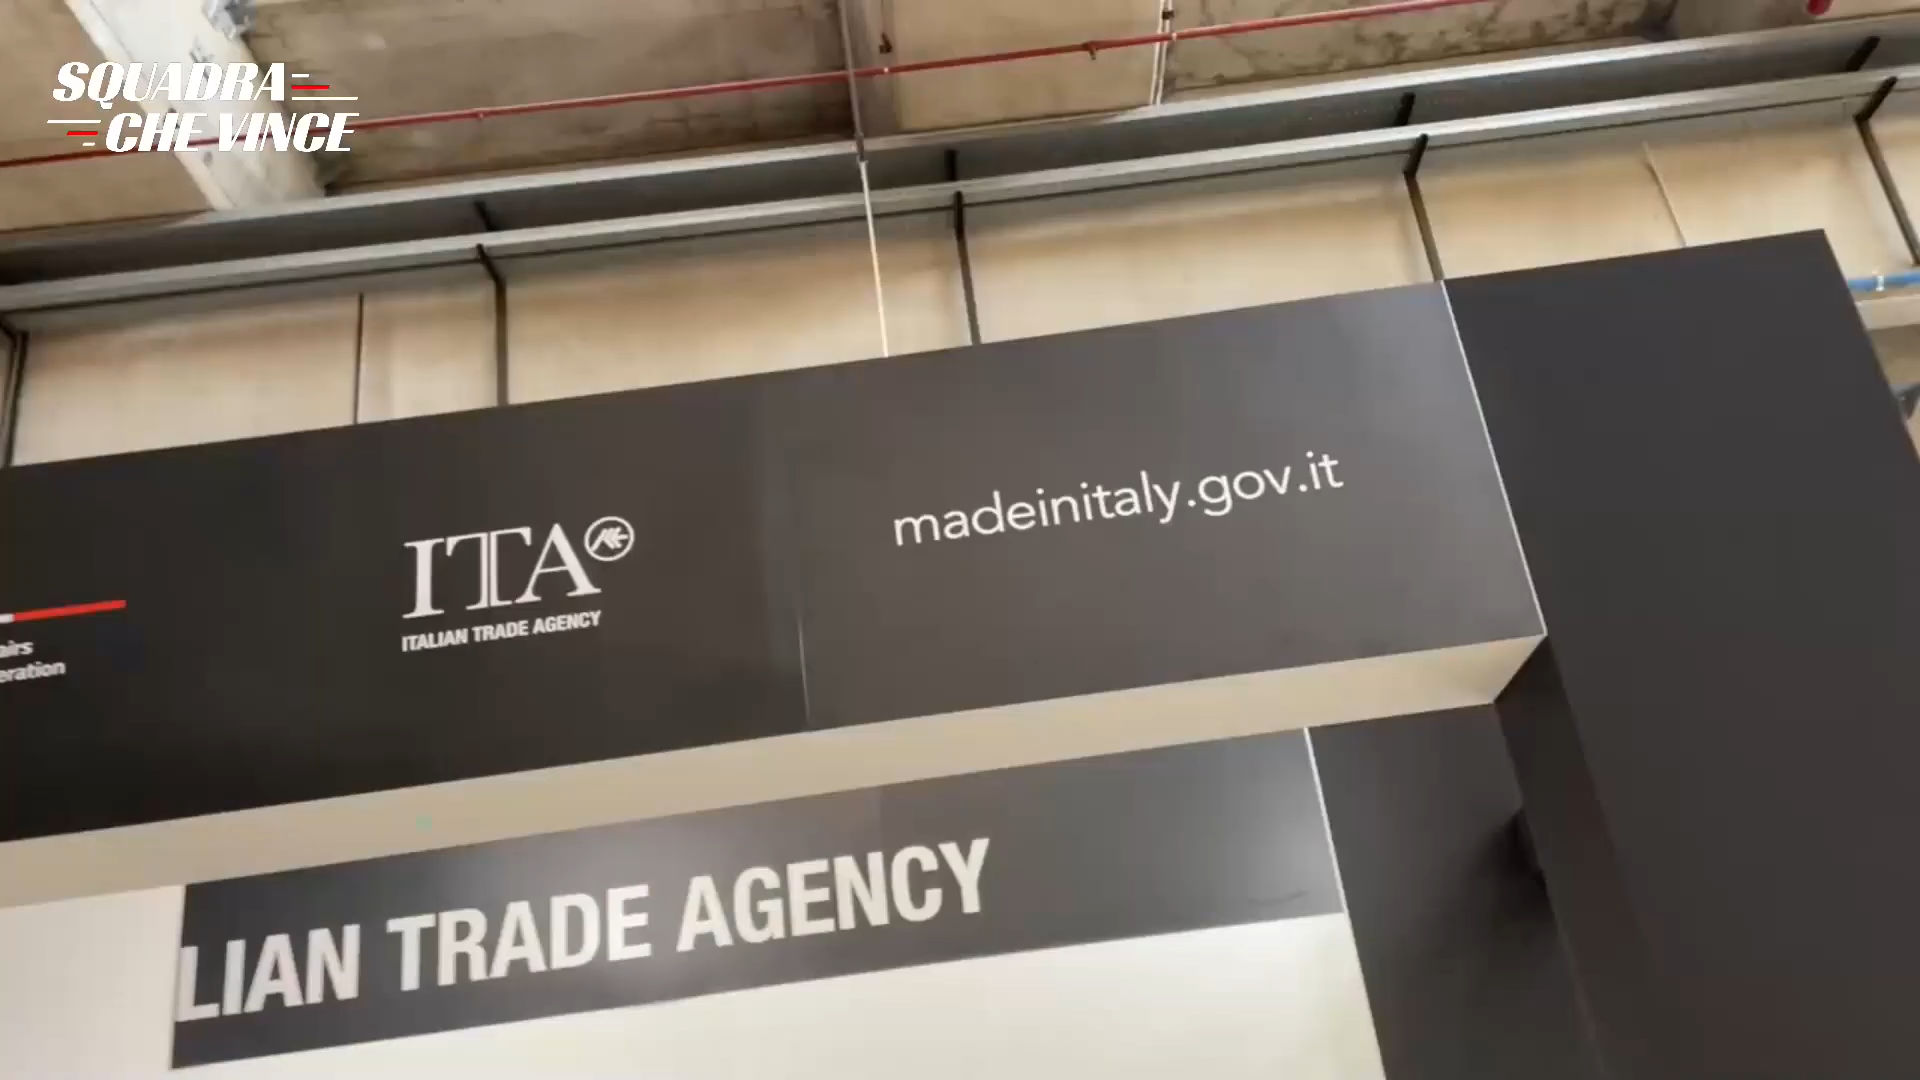 SQUADRA
CHE VINCE
madeinitaly.gov.it
ITA
ITALIAN TRADE AGENCY
airs
eration
LIAN TRADE AGENCY